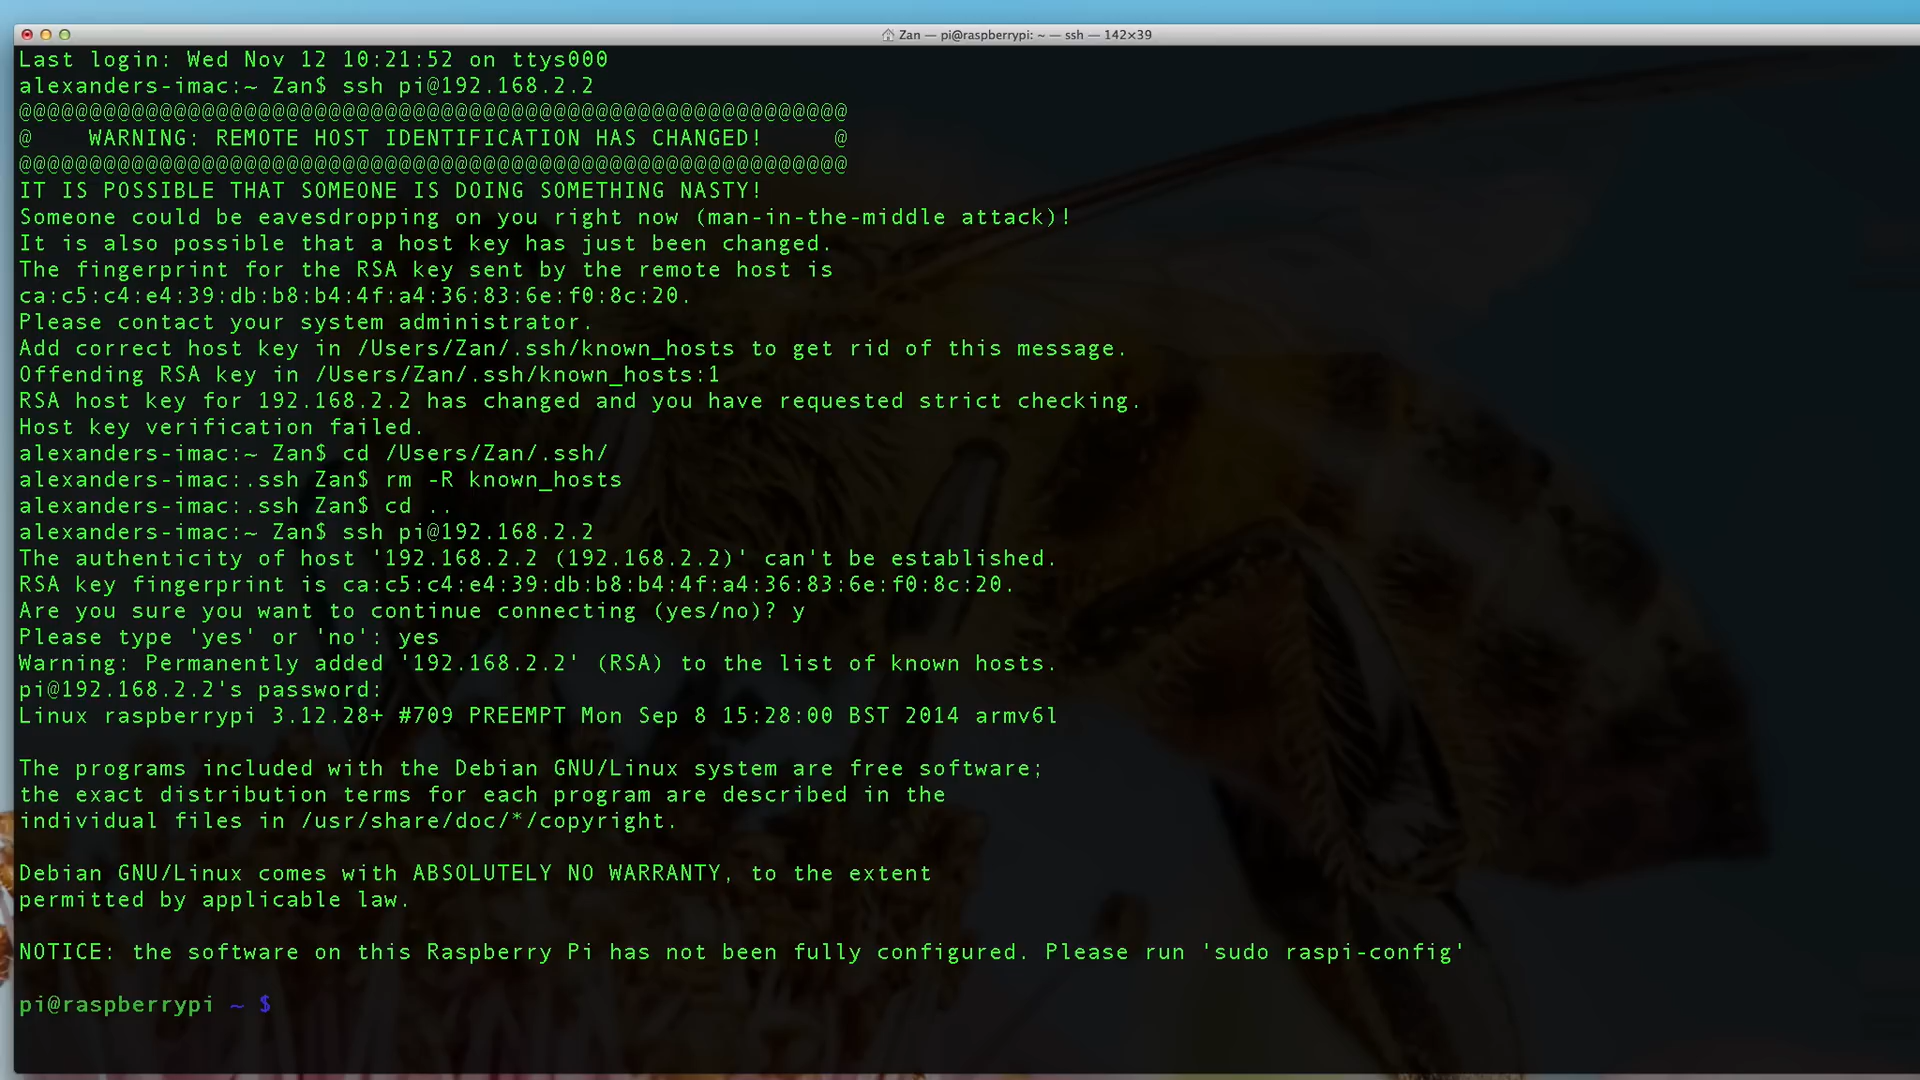 Zan — pi@raspberrypi: ~ — ssh — 142×39
Last login: Wed Nov 12 10:21:52 on ttys000
alexanders-imac:~ Zan$ ssh pi@192.168.2.2
@@@@@@@@@@@@@@@@@@@@@@@@@@@@@@@@@@@@@@@@@@@@@@@@@@@@@@@@@@@
@    WARNING: REMOTE HOST IDENTIFICATION HAS CHANGED!     @
@@@@@@@@@@@@@@@@@@@@@@@@@@@@@@@@@@@@@@@@@@@@@@@@@@@@@@@@@@@
IT IS POSSIBLE THAT SOMEONE IS DOING SOMETHING NASTY!
Someone could be eavesdropping on you right now (man-in-the-middle attack)!
It is also possible that a host key has just been changed.
The fingerprint for the RSA key sent by the remote host is
ca:c5:c4:e4:39:db:b8:b4:4f:a4:36:83:6e:f0:8c:20.
Please contact your system administrator.
Add correct host key in /Users/Zan/.ssh/known_hosts to get rid of this message.
Offending RSA key in /Users/Zan/.ssh/known_hosts:1
RSA host key for 192.168.2.2 has changed and you have requested strict checking.
Host key verification failed.
alexanders-imac:~ Zan$ cd /Users/Zan/.ssh/
alexanders-imac:.ssh Zan$ rm -R known_hosts
alexanders-imac:.ssh Zan$ cd ..
alexanders-imac:~ Zan$ ssh pi@192.168.2.2
The authenticity of host '192.168.2.2 (192.168.2.2)' can't be established.
RSA key fingerprint is ca:c5:c4:e4:39:db:b8:b4:4f:a4:36:83:6e:f0:8c:20.
Are you sure you want to continue connecting (yes/no)? y
Please type 'yes' or 'no': yes
Warning: Permanently added '192.168.2.2' (RSA) to the list of known hosts.
pi@192.168.2.2's password:
Linux raspberrypi 3.12.28+ #709 PREEMPT Mon Sep 8 15:28:00 BST 2014 armv6l

The programs included with the Debian GNU/Linux system are free software;
the exact distribution terms for each program are described in the
individual files in /usr/share/doc/*/copyright.

Debian GNU/Linux comes with ABSOLUTELY NO WARRANTY, to the extent
permitted by applicable law.

NOTICE: the software on this Raspberry Pi has not been fully configured. Please run 'sudo raspi-config'

pi@raspberrypi ~ $